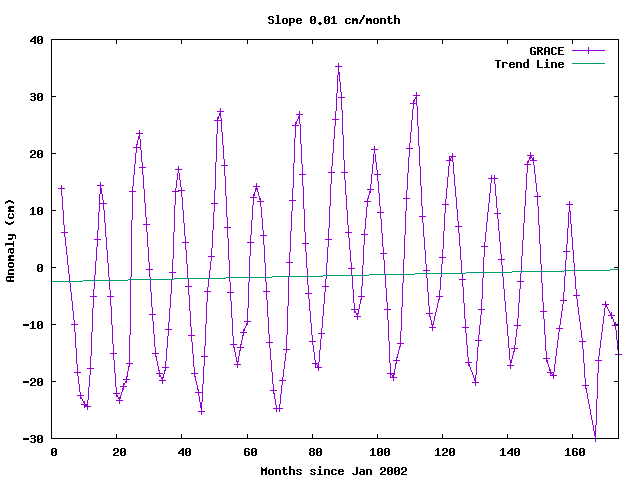 Slope 0.01 cm/month
40
GRACE
Trend Line
30
20
10
0
-10
-20
-30
Anomaly (cm)
0 20 40 60 80 100 120 140 160
Months since Jan 2002